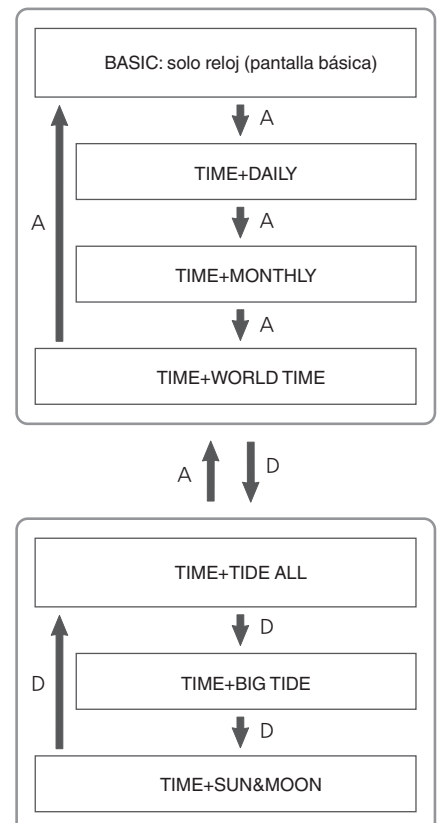 BASIC: solo reloj (pantalla básica)
A
TIME+DAILY
A
A
TIME+MONTHLY
A
TIME+WORLD TIME
A
D
TIME+TIDE ALL
D
D
TIME+BIG TIDE
D
TIME+SUN&MOON